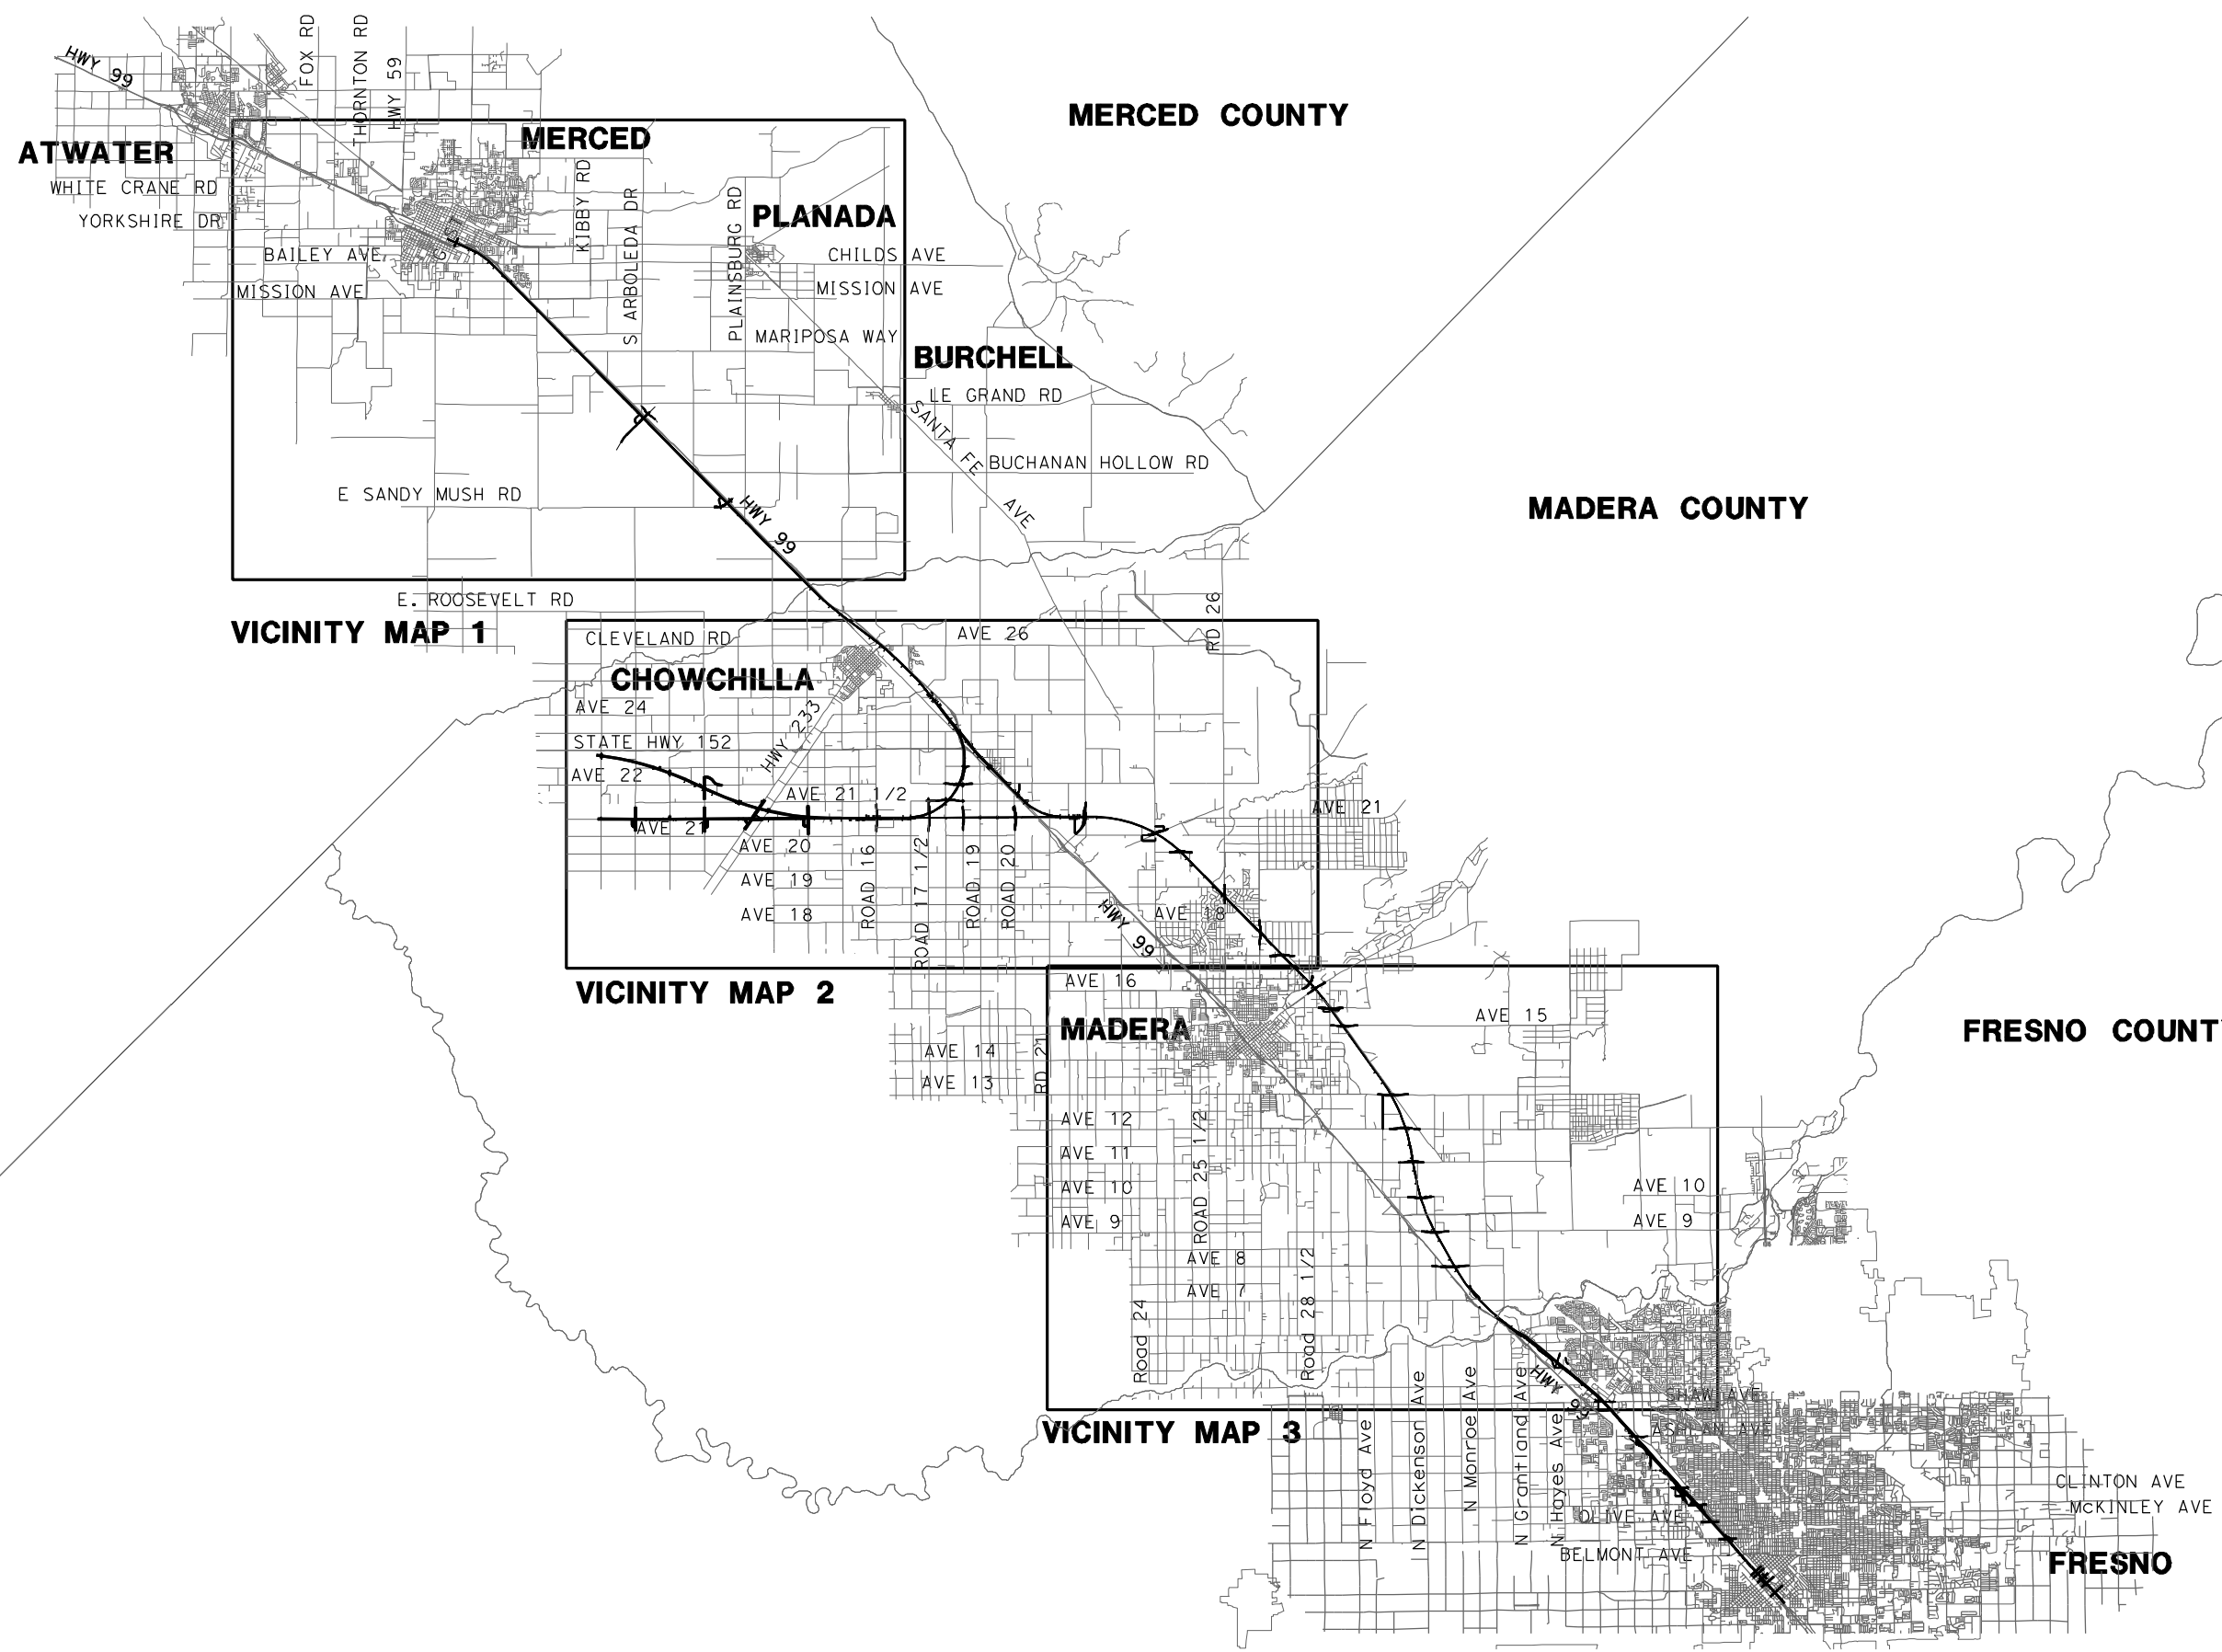 HWY 99
FOX RD
THORNTON RD
HWY 59
ATWATER
MERCED
MERCED COUNTY
WHITE CRANE RD
YORKSHIRE DR
KIBBY RD
S ARBOLEDA DR
PLAINSBURG RD
PLANADA
G ST
BAILEY AVE
CHILDS AVE
MISSION AVE
MISSION AVE
MARIPOSA WAY
BURCHELL
LE GRAND RD
SANTA FE AVE
BUCHANAN HOLLOW RD
E SANDY MUSH RD
HWY 99
MADERA COUNTY
E. ROOSEVELT RD
VICINITY MAP 1
CLEVELAND RD
AVE 26
RD 26
CHOWCHILLA
AVE 24
HWY 233
STATE HWY 152
AVE 22
AVE 21 1/2
AVE 21
AVE 21
AVE 20
AVE 19
AVE 18
ROAD 16
ROAD 17 1/2
ROAD 19
ROAD 20
HWY 99
AVE 18
VICINITY MAP 2
AVE 16
MADERA
AVE 15
FRESNO COUNT
AVE 14
AVE 13
RD 21
AVE 12
AVE 11
AVE 10
AVE 9
ROAD 25 1/2
AVE 10
AVE 9
AVE 8
AVE 7
Road 24
Road 28 1/2
HWY 99
SHAW AVE
ASHLAN AVE
VICINITY MAP 3
N Floyd Ave
N Dickenson Ave
N Monroe Ave
N Grantland Ave
N Hayes Ave
CLINTON AVE
McKINLEY AVE
OLIVE AVE
BELMONT AVE
FRESNO